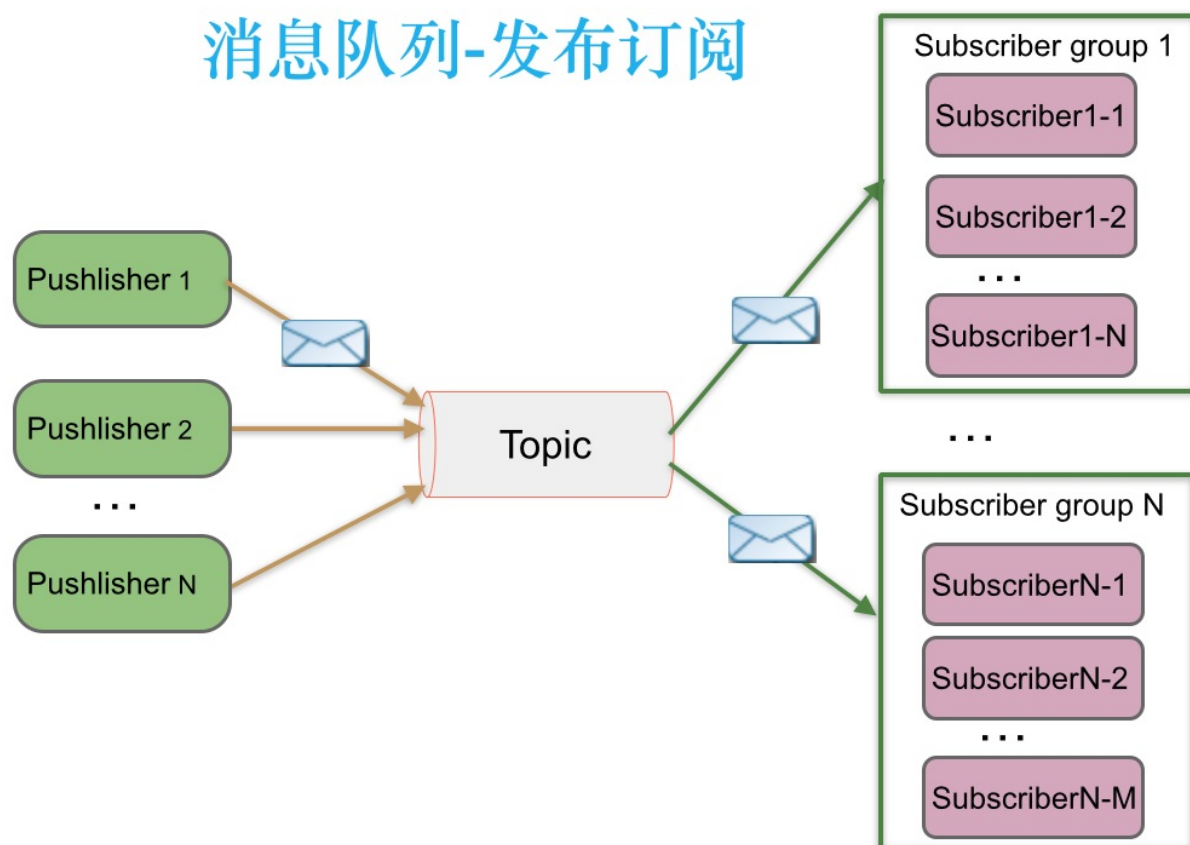 消息队列-发布订阅
Pushlisher 1
Pushlisher 2
...
Pushlisher N
Topic
Subscriber group 1
Subscriber1-1
Subscriber1-2
...
Subscriber1-N
...
Subscriber group N
SubscriberN-1
SubscriberN-2
...
SubscriberN-M